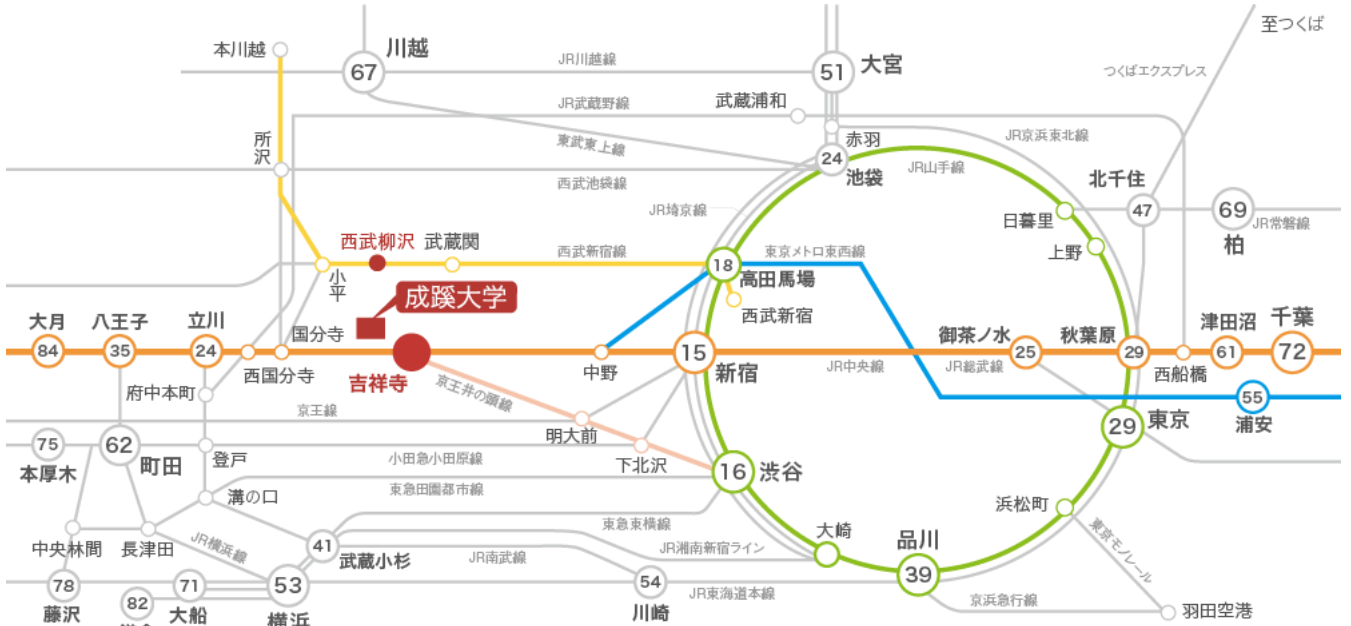 至つくば
本川越
川越
67
JR川越線
51
大宮
つくばエクスプレス
武蔵浦和
JR武蔵野線
所沢
東武東上線
赤羽
JR京浜東北線
24
池袋
JR山手線
西武池袋線
北千住
47
69
柏
JR常磐線
日暮里
JR埼京線
上野
西武柳沢
武蔵関
西武新宿線
東京メトロ東西線
18
高田馬場
小平
西武新宿
成蹊大学
大月
84
八王子
35
立川
24
国分寺
西国分寺
吉祥寺
中野
15
新宿
JR中央線
御茶ノ水
25
JR総武線
秋葉原
29
西船橋
津田沼
61
千葉
72
府中本町
京王井の頭線
京王線
55
浦安
29
東京
明大前
75
本厚木
62
町田
登戸
小田急小田原線
下北沢
16
渋谷
東急田園都市線
溝の口
浜松町
東急東横線
大崎
中央林間
長津田
JR横浜線
41
武蔵小杉
JR南武線
JR湘南新宿ライン
品川
39
東京モノレール
78
藤沢
71
大船
82
53
横浜
54
川崎
JR東海道本線
京浜急行線
羽田空港